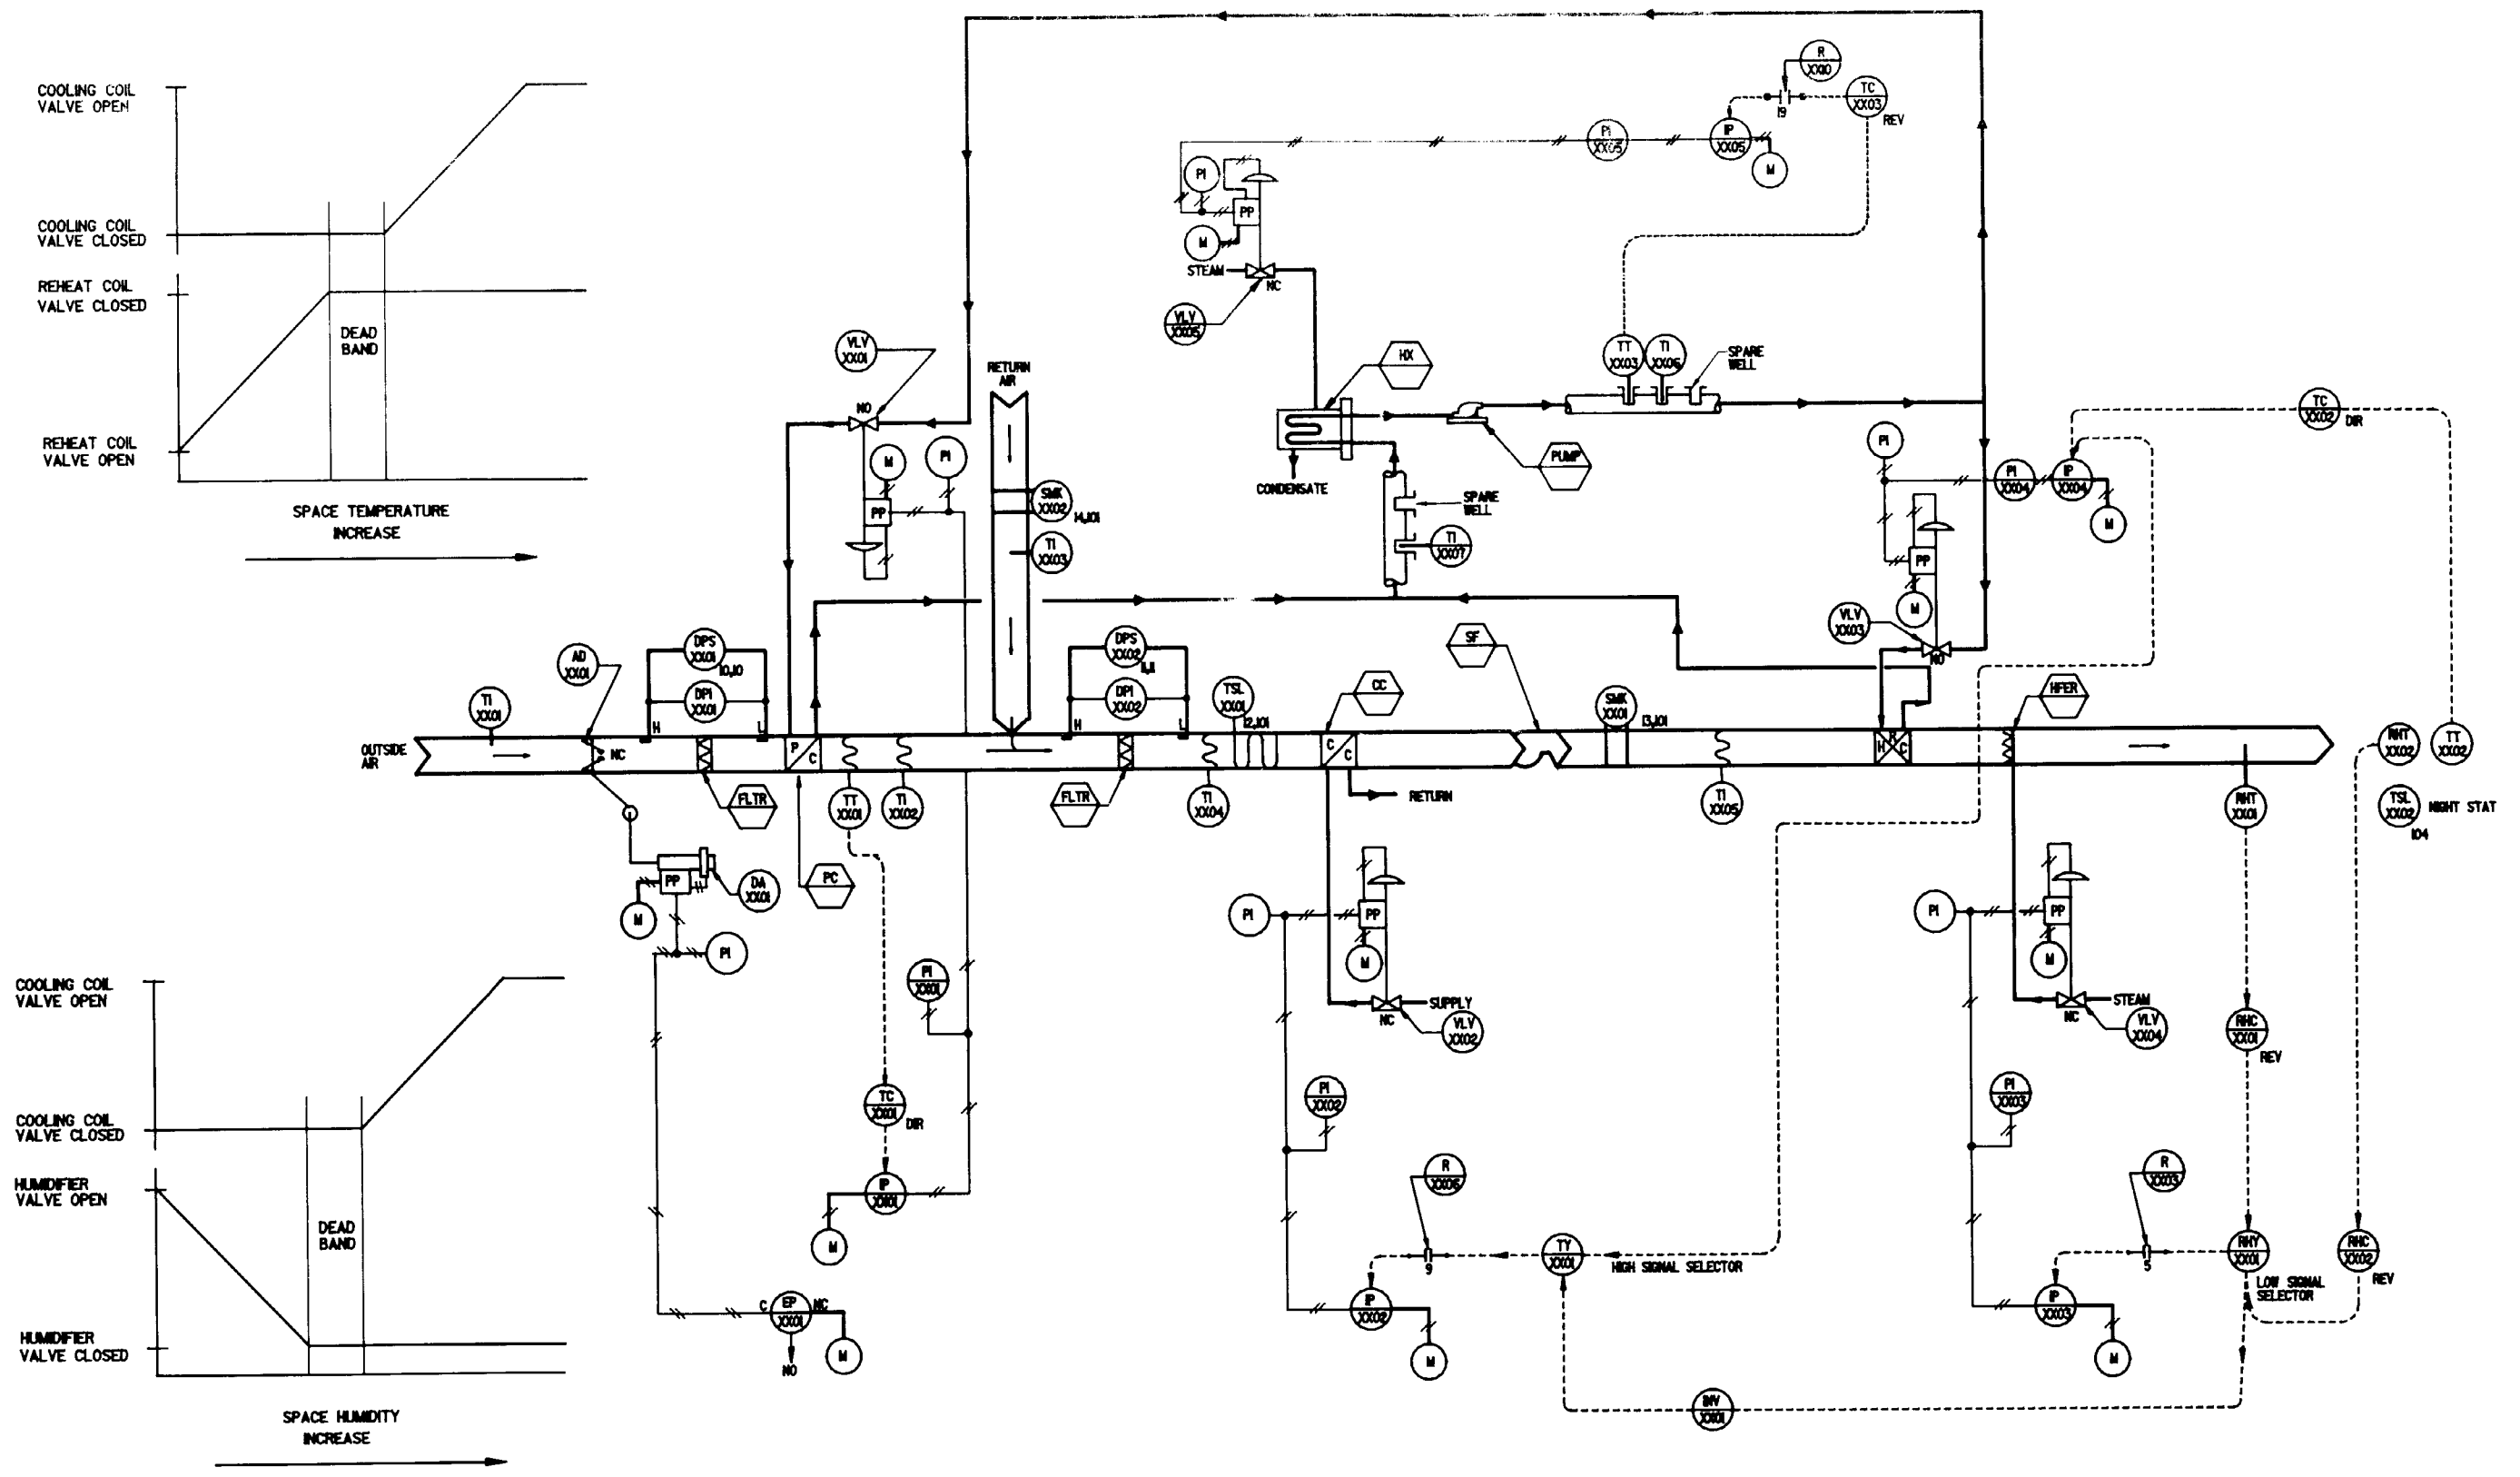 COOLING COIL
VALVE OPEN
COOLING COIL
VALVE CLOSED
REHEAT COIL
VALVE CLOSED
DEAD
BAND
REHEAT COIL
VALVE OPEN
SPACE TEMPERATURE
INCREASE
R
XX10
TC
XX03
REV
19
PI
XX05
IP
XX05
M
PI
PP
M
STEAM
NC
VLV
XX05
HX
TT
XX03
TI
XX06
SPARE
WELL
PUMP
CONDENSATE
SPARE
WELL
TI
XX07
VLV
XX01
NO
M
PI
PP
RETURN
AIR
SMK
XX02
14,101
TI
XX03
TC
XX02
DIR
PI
PI
XX04
IP
XX04
M
PP
M
VLV
XX03
NO
TI
XX01
AD
XX01
DPS
XX01
10,10
DPI
XX01
H
L
OUTSIDE
AIR
NC
P
C
FLTR
TT
XX01
TI
XX02
PC
DPS
XX02
11,11
DPI
XX02
H
L
TSL
XX01
12,101
FLTR
TI
XX04
CC
C
C
RETURN
SF
SMK
XX01
13,101
TI
XX05
H
R
C
HFER
RHT
XX02
TT
XX02
RHT
XX01
TSL
XX02
NIGHT STAT
104
PP
M
DA
XX01
PI
PI
XX01
TC
XX01
DIR
IP
XX01
M
C
EP
XX01
NC
NO
M
PI
PP
M
SUPPLY
NC
VLV
XX02
PI
XX02
R
XX06
9
TY
XX01
HIGH SIGNAL SELECTOR
IP
XX02
M
INV
XX01
PI
PP
M
STEAM
NC
VLV
XX04
RHC
XX01
REV
PI
XX03
R
XX03
5
RHY
XX01
LOW SIGNAL
SELECTOR
RHC
XX02
REV
IP
XX03
M
COOLING COIL
VALVE OPEN
COOLING COIL
VALVE CLOSED
HUMIDIFIER
VALVE OPEN
DEAD
BAND
HUMIDIFIER
VALVE CLOSED
SPACE HUMIDITY
INCREASE